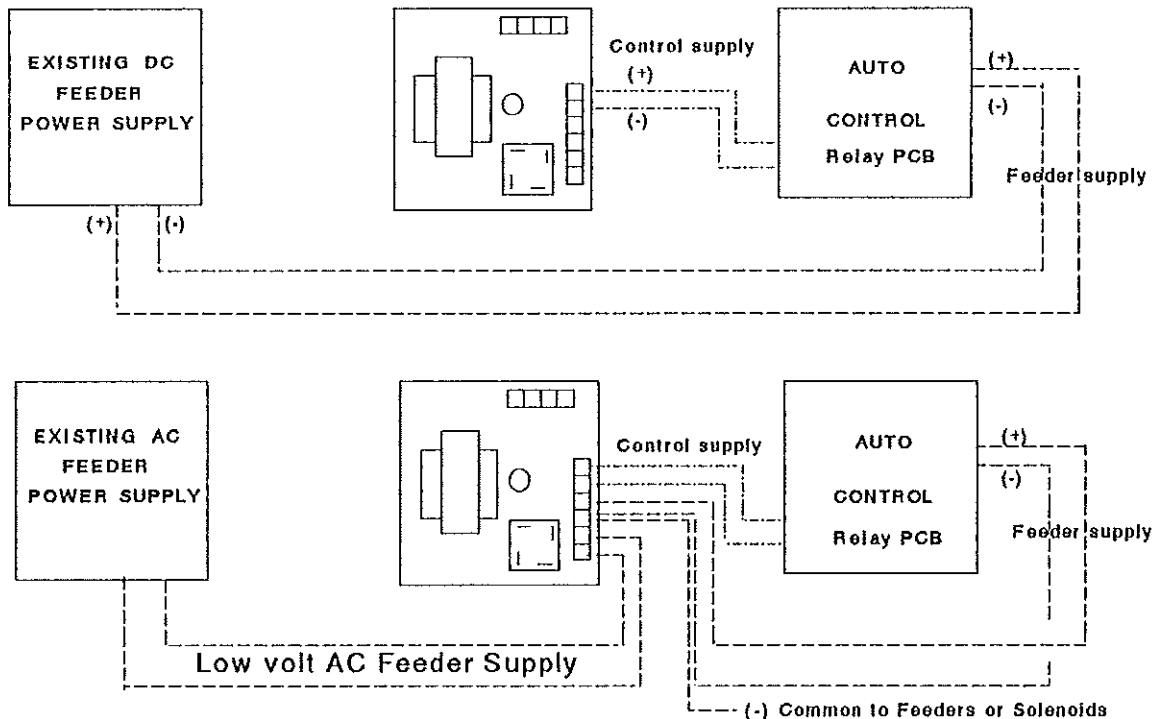 EXISTING DC
FEEDER
POWER SUPPLY
(+)
(-)
Control supply
(+)
(-)
AUTO
CONTROL
Relay PCB
(+)
(-)
Feeder supply
EXISTING AC
FEEDER
POWER SUPPLY
Control supply
AUTO
CONTROL
Relay PCB
(+)
(-)
Feeder supply
Low volt AC Feeder Supply
(-) Common to Feeders or Solenoids